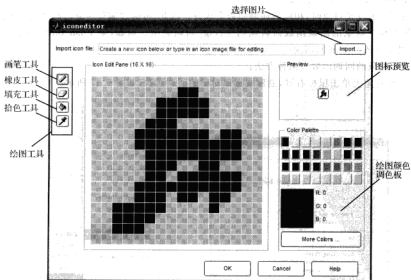 选择图片
iconeditor
Import icon file:
Create a new icon below or type in an icon image file for editing
Import ...
Icon Edit Pane (16 X 16)
Preview
画笔工具
橡皮工具
填充工具
拾色工具
绘图工具
图标预览
Color Palette
R: 0
G: 0
B: 0
More Colors ...
绘图颜色
调色板
OK
Cancel
Help